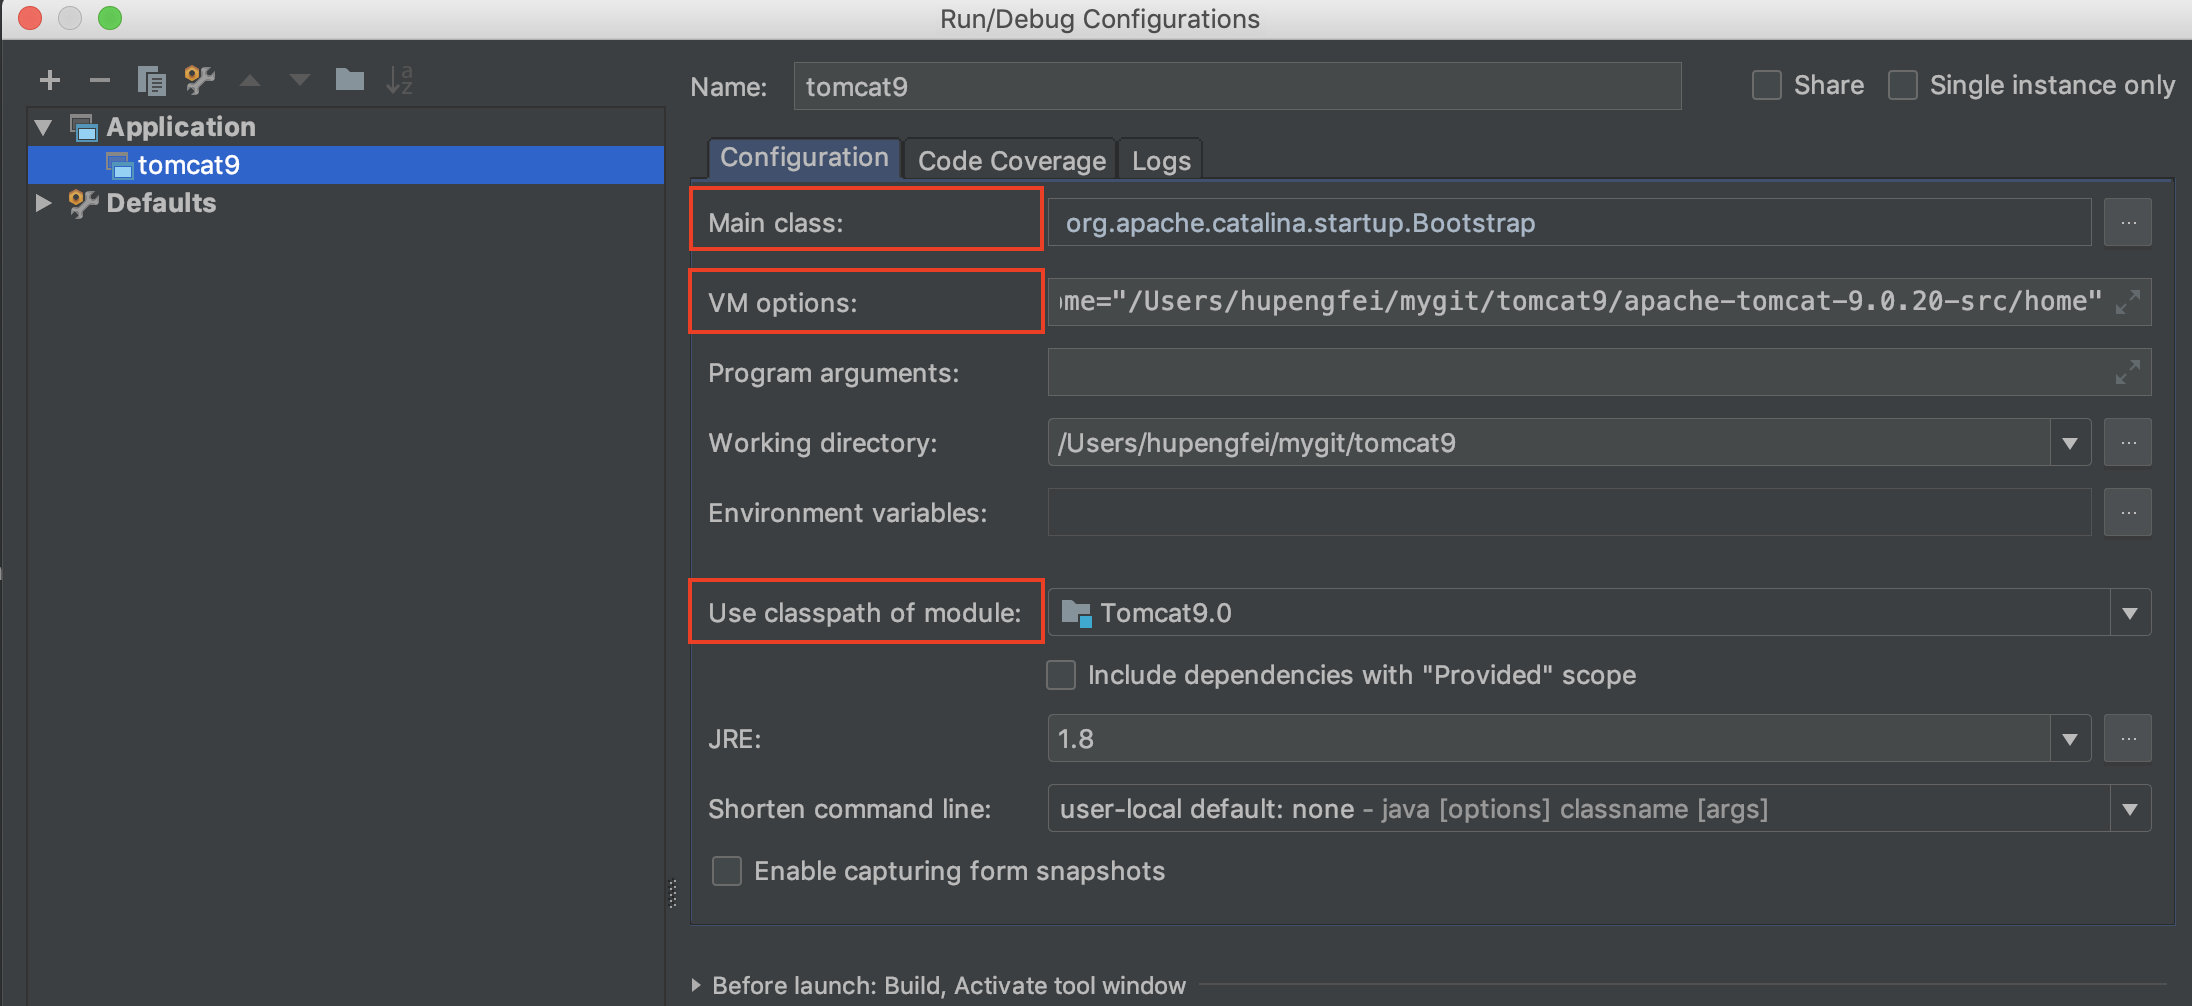 Run/Debug Configurations
Name: tomcat9 Share Single instance only
Application
tomcat9
Defaults
Configuration Code Coverage Logs
Main class: org.apache.catalina.startup.Bootstrap ...
VM options: ome="/Users/hupengfei/mygit/tomcat9/apache-tomcat-9.0.20-src/home"
Program arguments:
Working directory: /Users/hupengfei/mygit/tomcat9 ...
Environment variables: ...
Use classpath of module: Tomcat9.0
Include dependencies with "Provided" scope
JRE: 1.8 ...
Shorten command line: user-local default: none - java [options] classname [args]
Enable capturing form snapshots
Before launch: Build, Activate tool window